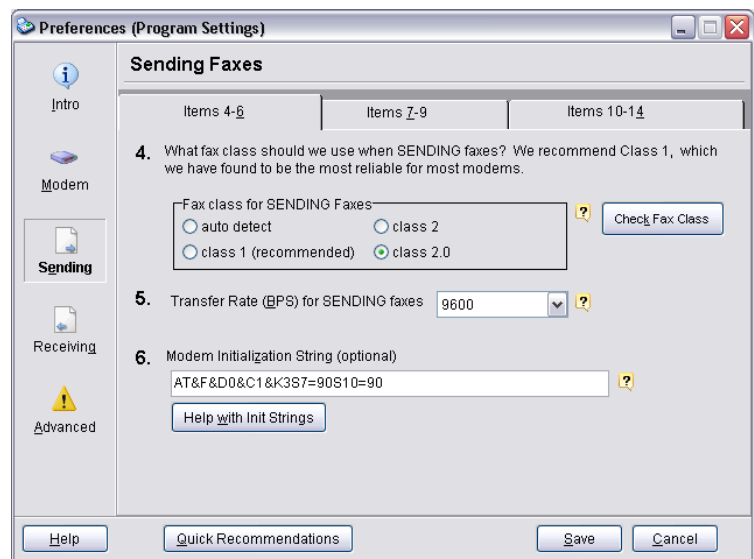 Preferences (Program Settings)
Intro
Modem
Sending
Receiving
Advanced
Sending Faxes
Items 4-6
Items 7-9
Items 10-14
4. What fax class should we use when SENDING faxes? We recommend Class 1, which
we have found to be the most reliable for most modems.
Fax class for SENDING Faxes
auto detect
class 2
class 1 (recommended)
class 2.0
?
Check Fax Class
5. Transfer Rate (BPS) for SENDING faxes
9600
?
6. Modem Initialization String (optional)
AT&F&D0&C1&K3S7=90S10=90
?
Help with Init Strings
Help
Quick Recommendations
Save
Cancel